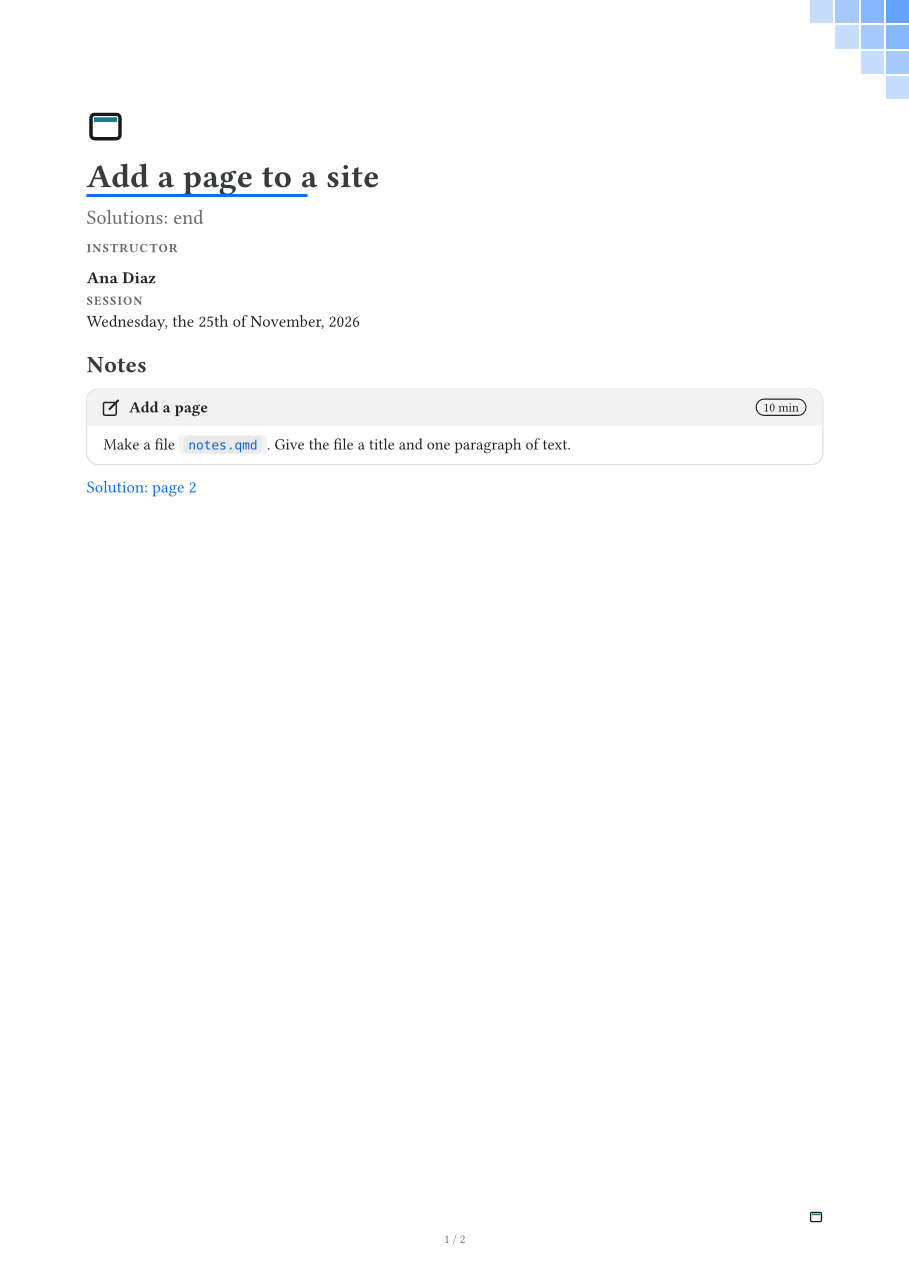 Add a page to a site
Solutions: end
INSTRUCTOR
Ana Diaz
SESSION
Wednesday, the 25th of November, 2026
Notes
Add a page 10 min
Make a file notes.qmd . Give the file a title and one paragraph of text.
Solution: page 2
1 / 2